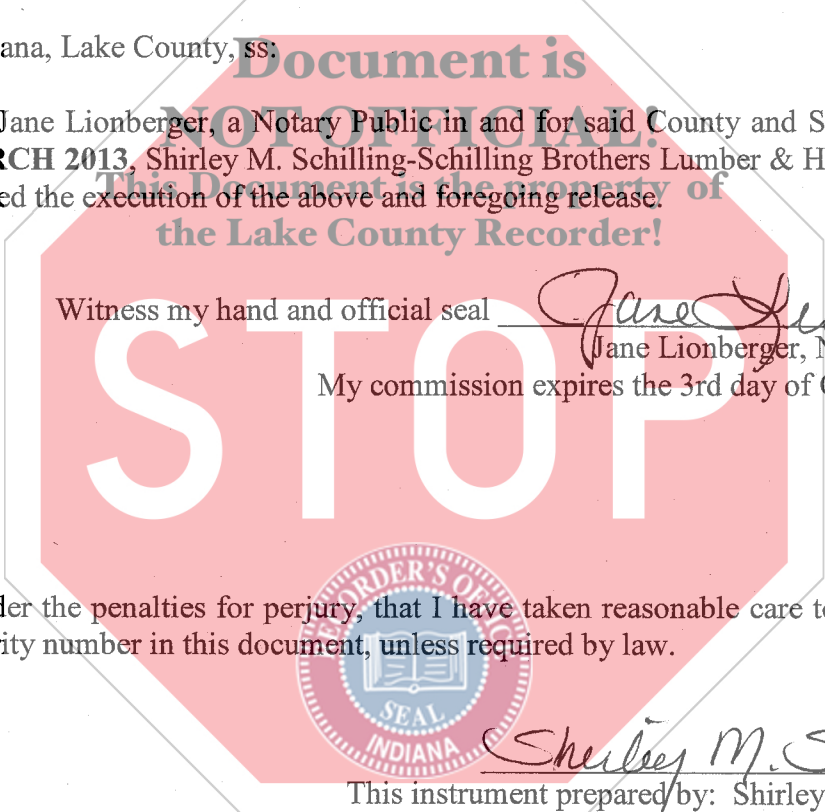 ana, Lake County, ss:
Document is
NOT OFFICIAL!
Jane Lionberger, a Notary Public in and for said County and S
RCH 2013, Shirley M. Schilling-Schilling Brothers Lumber & H
This Document is the property of
ed the execution of the above and foregoing release.
the Lake County Recorder!
Witness my hand and official seal Jane
Jane Lionberger, N
My commission expires the 3rd day of
STOP
der the penalties for perjury, that I have taken reasonable care to
rity number in this document, unless required by law.
RECORDER'S OFFICE
SEAL
INDIANA
Shirley M. S
This instrument prepared by: Shirley